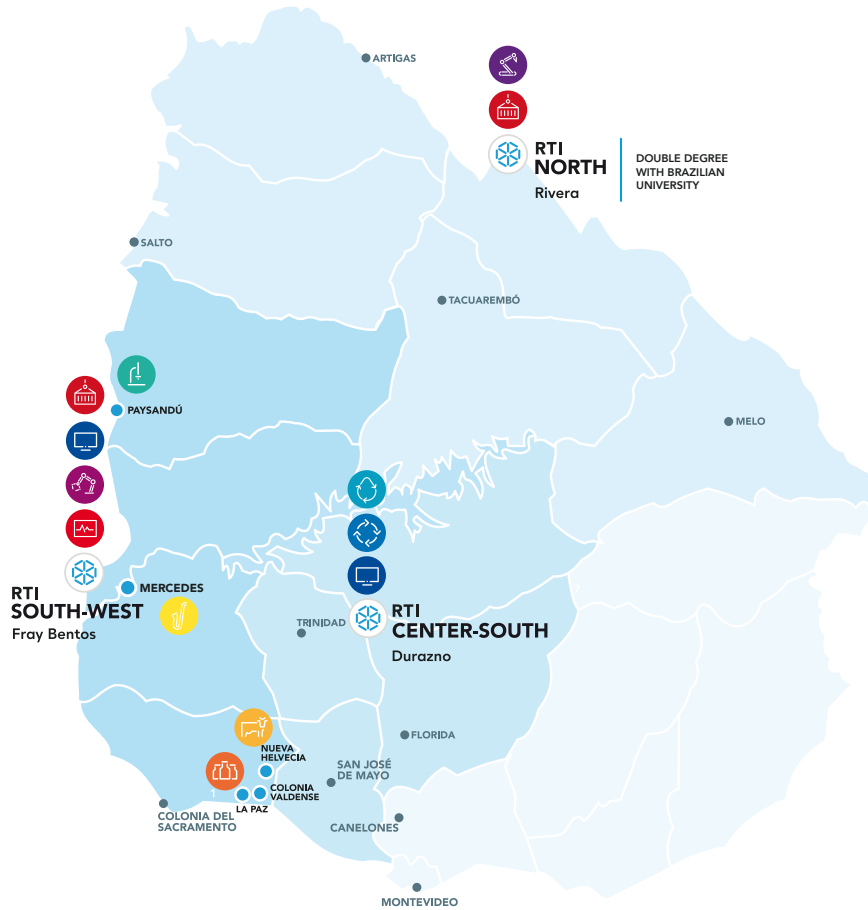 ARTIGAS
RTI
NORTH
Rivera
DOUBLE DEGREE
WITH BRAZILIAN
UNIVERSITY
SALTO
TACUAREMBÓ
PAYSANDÚ
MELO
MERCEDES
RTI
SOUTH-WEST
Fray Bentos
TRINIDAD
RTI
CENTER-SOUTH
Durazno
FLORIDA
NUEVA
HELVECIA
SAN JOSÉ
DE MAYO
COLONIA
VALDENSE
1
LA PAZ
COLONIA DEL
SACRAMENTO
CANELONES
MONTEVIDEO